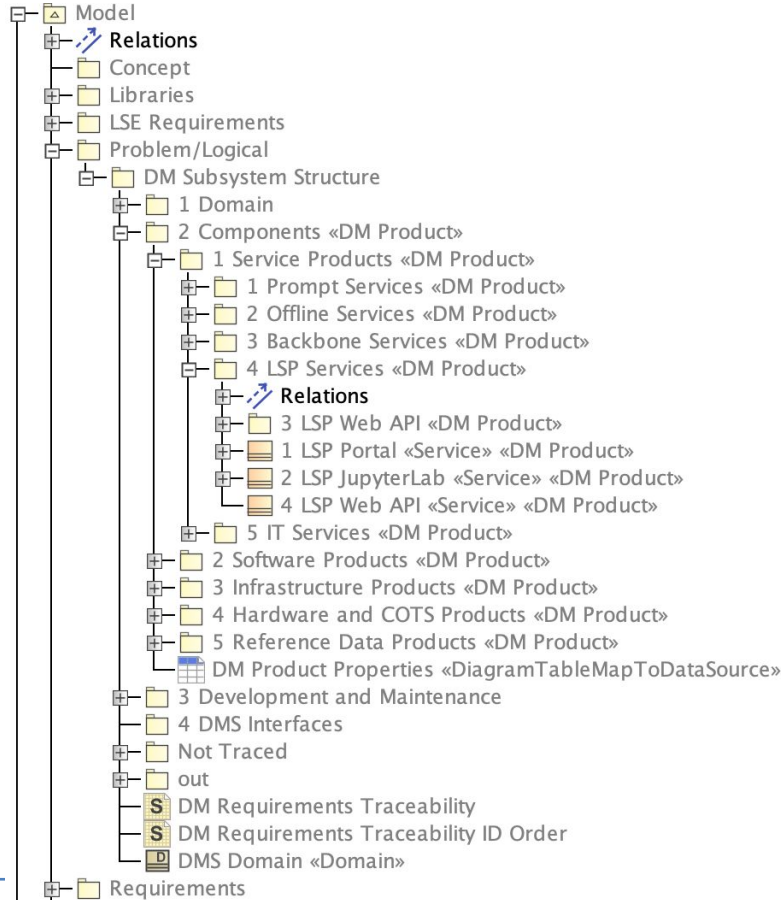 Model
Relations
Concept
Libraries
LSE Requirements
Problem/Logical
DM Subsystem Structure
1 Domain
2 Components «DM Product»
1 Service Products «DM Product»
1 Prompt Services «DM Product»
2 Offline Services «DM Product»
3 Backbone Services «DM Product»
4 LSP Services «DM Product»
Relations
3 LSP Web API «DM Product»
1 LSP Portal «Service» «DM Product»
2 LSP JupyterLab «Service» «DM Product»
4 LSP Web API «Service» «DM Product»
5 IT Services «DM Product»
2 Software Products «DM Product»
3 Infrastructure Products «DM Product»
4 Hardware and COTS Products «DM Product»
5 Reference Data Products «DM Product»
DM Product Properties «DiagramTableMapToDataSource»
3 Development and Maintenance
4 DMS Interfaces
Not Traced
out
S DM Requirements Traceability
S DM Requirements Traceability ID Order
D DMS Domain «Domain»
Requirements